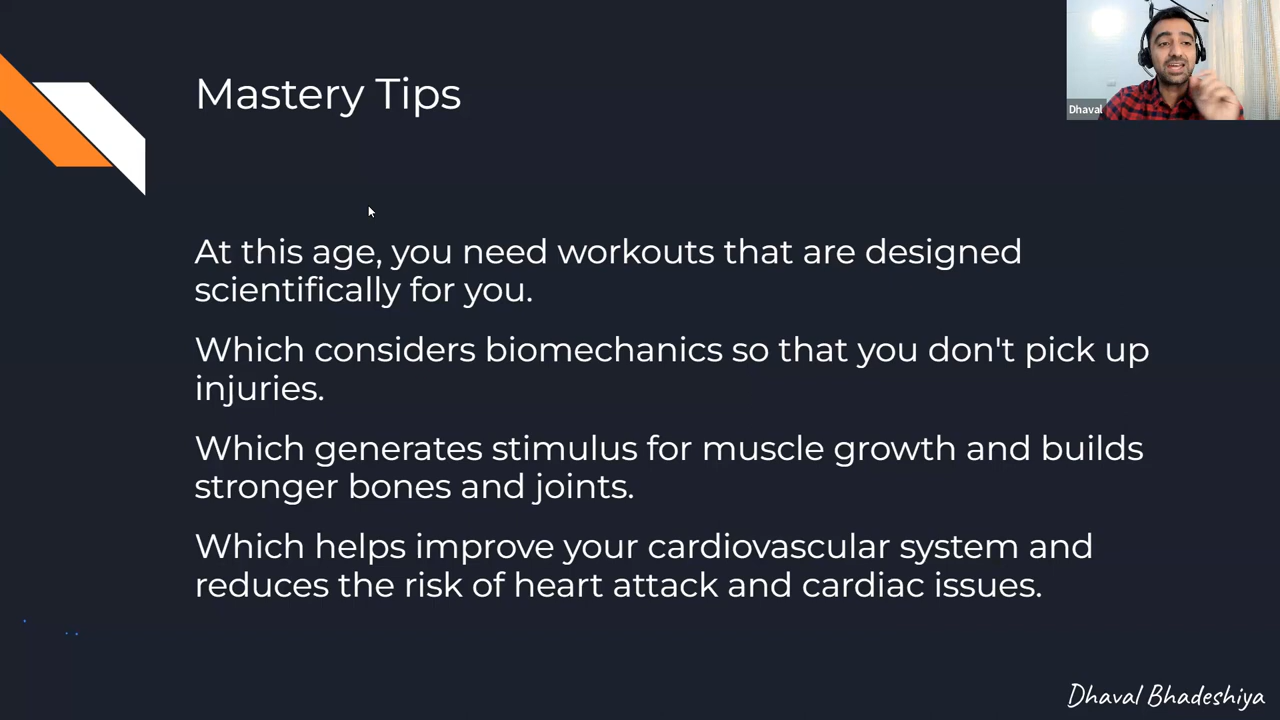 Mastery Tips
Dhaval
At this age, you need workouts that are designed
scientifically for you.
Which considers biomechanics so that you don't pick up
injuries.
Which generates stimulus for muscle growth and builds
stronger bones and joints.
Which helps improve your cardiovascular system and
reduces the risk of heart attack and cardiac issues.
Dhaval Bhadeshiya